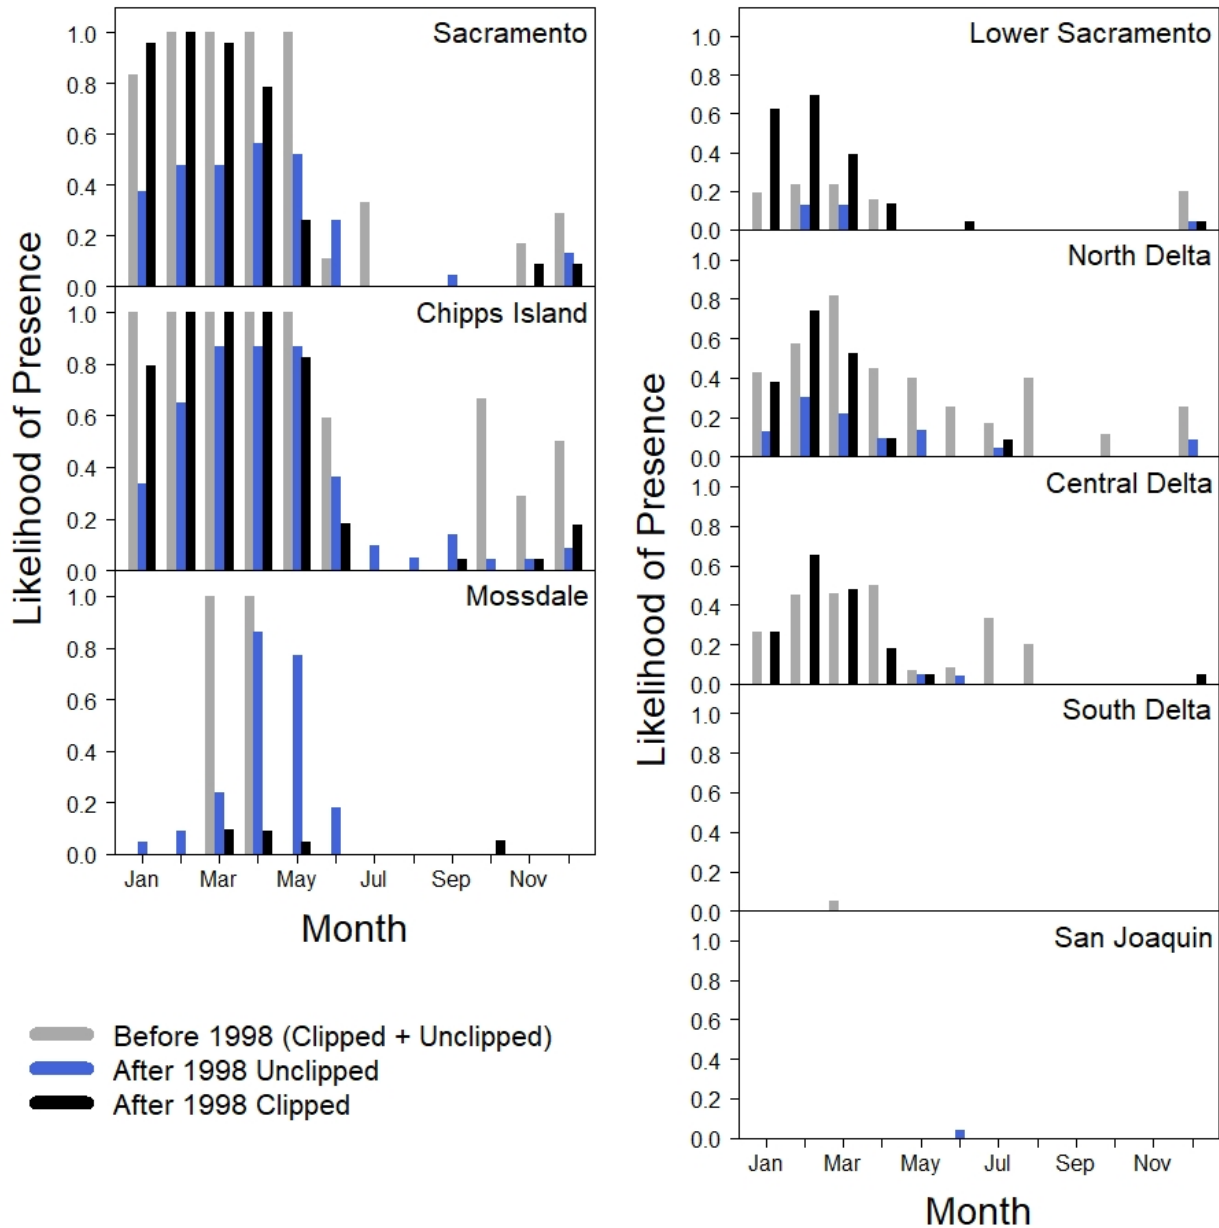 Sacramento
1.0
0.8
0.6
0.4
0.2
0.0
Chipps Island
1.0
0.8
0.6
0.4
0.2
0.0
Mossdale
1.0
0.8
0.6
0.4
0.2
0.0
Likelihood of Presence
Jan Mar May Jul Sep Nov
Month
Before 1998 (Clipped + Unclipped)
After 1998 Unclipped
After 1998 Clipped
Lower Sacramento
1.0
0.8
0.6
0.4
0.2
0.0
North Delta
1.0
0.8
0.6
0.4
0.2
0.0
Central Delta
1.0
0.8
0.6
0.4
0.2
0.0
South Delta
1.0
0.8
0.6
0.4
0.2
0.0
San Joaquin
1.0
0.8
0.6
0.4
0.2
0.0
Likelihood of Presence
Jan Mar May Jul Sep Nov
Month